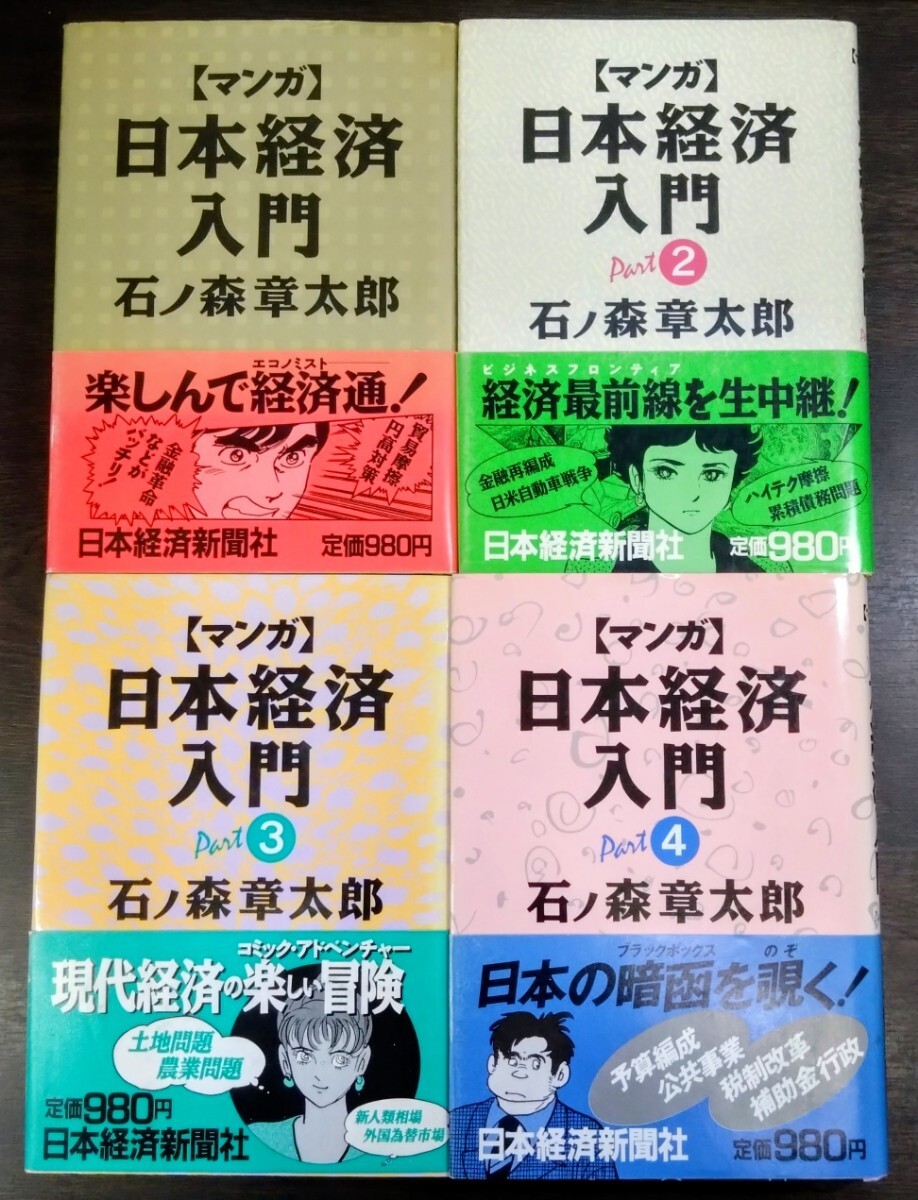 【マンガ】
日本経済
入門
石ノ森章太郎
エコノミスト
楽しんで経済通!
貿易摩擦
円高対策
金融革命
などが
バッチリ!
日本経済新聞社 定価980円
【マンガ】
日本経済
入門
Part 2
石ノ森章太郎
ビジネスフロンティア
経済最前線を生中継!
金融再編成
日米自動車戦争
ハイテク摩擦
累積債務問題
日本経済新聞社 定価980円
【マンガ】
日本経済
入門
Part 3
石ノ森章太郎
コミック・アドベンチャー
現代経済の楽しい冒険
土地問題
農業問題
新人類相場
外国為替市場
定価980円
日本経済新聞社
【マンガ】
日本経済
入門
Part 4
石ノ森章太郎
ブラックボックス のぞ
日本の暗函を覗く!
予算編成
公共事業
税制改革
補助金行政
日本経済新聞社 定価980円